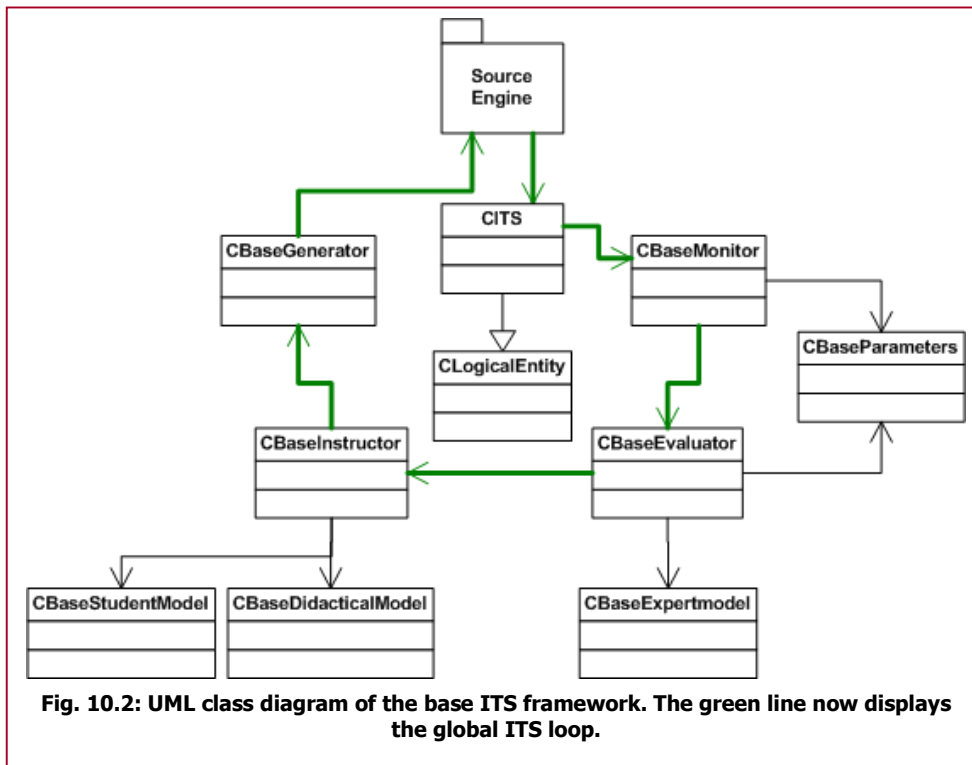 Source
Engine
CITS
CBaseGenerator
CBaseMonitor
CBaseParameters
CLogicalEntity
CBaseInstructor
CBaseEvaluator
CBaseStudentModel
CBaseDidacticalModel
CBaseExpertmodel
Fig. 10.2: UML class diagram of the base ITS framework. The green line now displays
the global ITS loop.